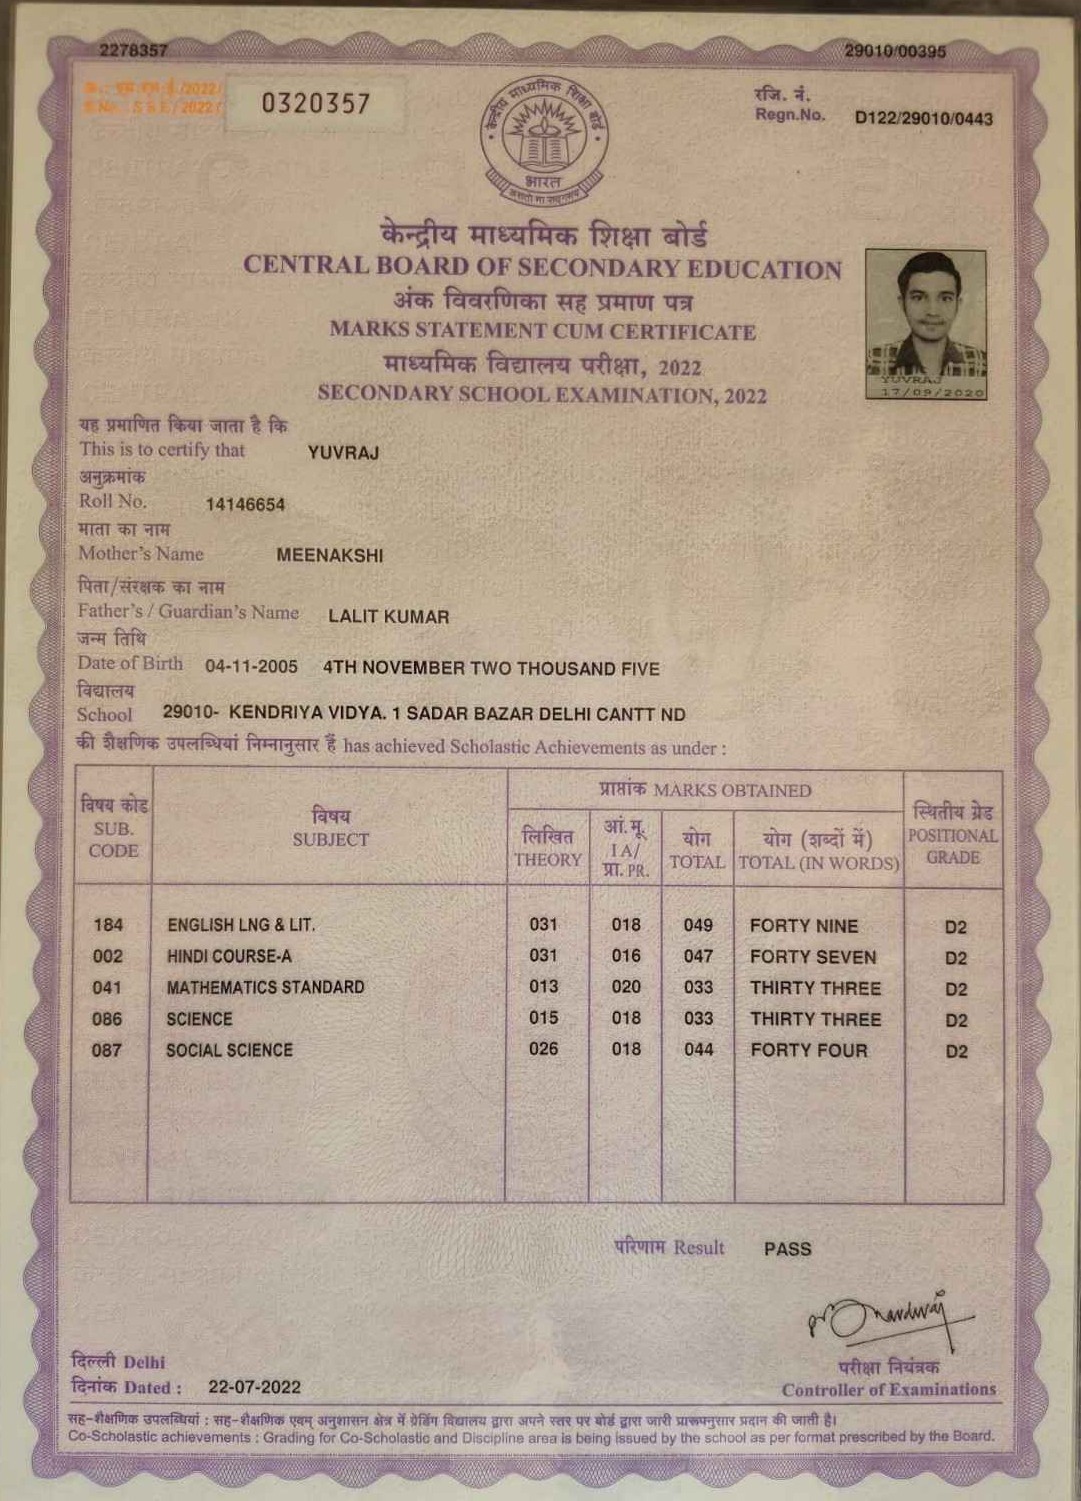 2278357 29010/00395
क्र.: एस.एस.ई./2022/
S.No. :S S E/2022/ 0320357
रजि. नं.
Regn.No. D122/29010/0443
केन्द्रीय माध्यमिक शिक्षा बोर्ड
भारत
असतो मा सद्गमय
केन्द्रीय माध्यमिक शिक्षा बोर्ड
CENTRAL BOARD OF SECONDARY EDUCATION
अंक विवरणिका सह प्रमाण पत्र
MARKS STATEMENT CUM CERTIFICATE
माध्यमिक विद्यालय परीक्षा, 2022
SECONDARY SCHOOL EXAMINATION, 2022
YUVRAJ
17/09/2020
यह प्रमाणित किया जाता है कि
This is to certify that YUVRAJ
अनुक्रमांक
Roll No. 14146654
माता का नाम
Mother's Name MEENAKSHI
पिता/संरक्षक का नाम
Father's / Guardian's Name LALIT KUMAR
जन्म तिथि
Date of Birth 04-11-2005 4TH NOVEMBER TWO THOUSAND FIVE
विद्यालय
School 29010- KENDRIYA VIDYA. 1 SADAR BAZAR DELHI CANTT ND
की शैक्षणिक उपलब्धियां निम्नानुसार हैं has achieved Scholastic Achievements as under :
विषय कोड
SUB.
CODE
विषय
SUBJECT
प्राप्तांक MARKS OBTAINED
लिखित
THEORY
आं.मू.
I A/
प्रा. PR.
योग
TOTAL
योग (शब्दों में)
TOTAL (IN WORDS)
स्थितीय ग्रेड
POSITIONAL
GRADE
184 ENGLISH LNG & LIT. 031 018 049 FORTY NINE D2
002 HINDI COURSE-A 031 016 047 FORTY SEVEN D2
041 MATHEMATICS STANDARD 013 020 033 THIRTY THREE D2
086 SCIENCE 015 018 033 THIRTY THREE D2
087 SOCIAL SCIENCE 026 018 044 FORTY FOUR D2
परिणाम Result PASS
दिल्ली Delhi
दिनांक Dated : 22-07-2022
परीक्षा नियंत्रक
Controller of Examinations
सह-शैक्षणिक उपलब्धियां : सह-शैक्षणिक एवम् अनुशासन क्षेत्र में ग्रेडिंग विद्यालय द्वारा अपने स्तर पर बोर्ड द्वारा जारी प्रारूपनुसार प्रदान की जाती है।
Co-Scholastic achievements : Grading for Co-Scholastic and Discipline area is being issued by the school as per format prescribed by the Board.